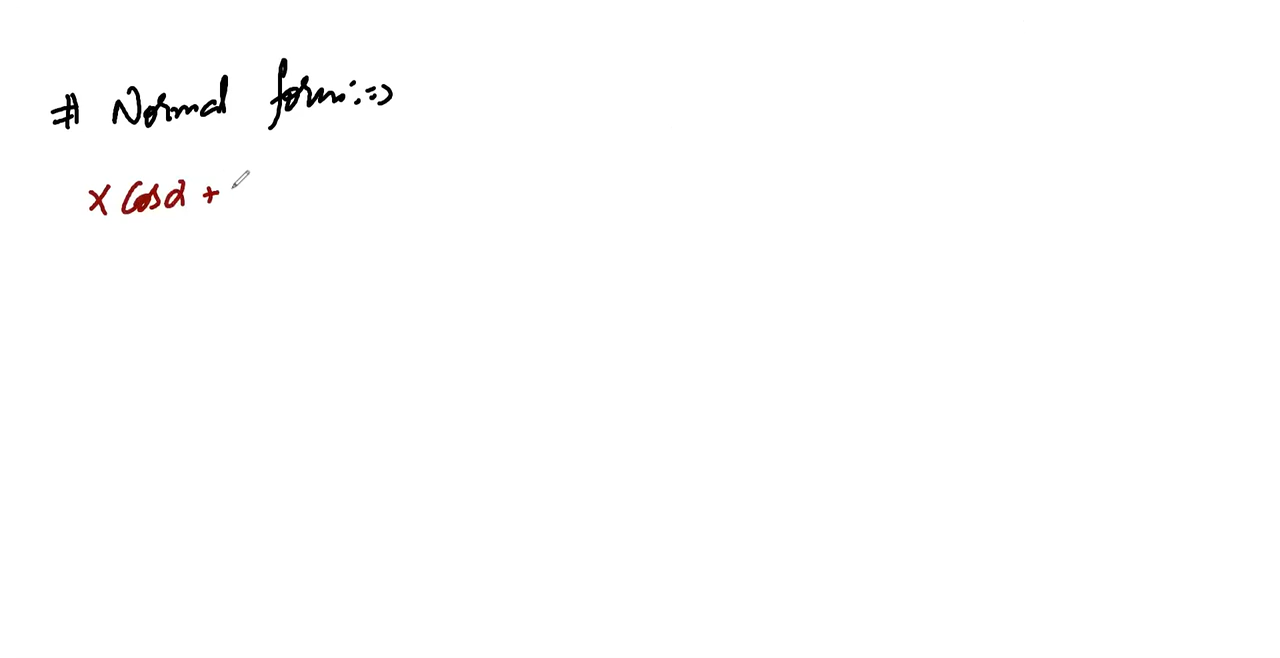 # Normal form:=>
x Cosα +